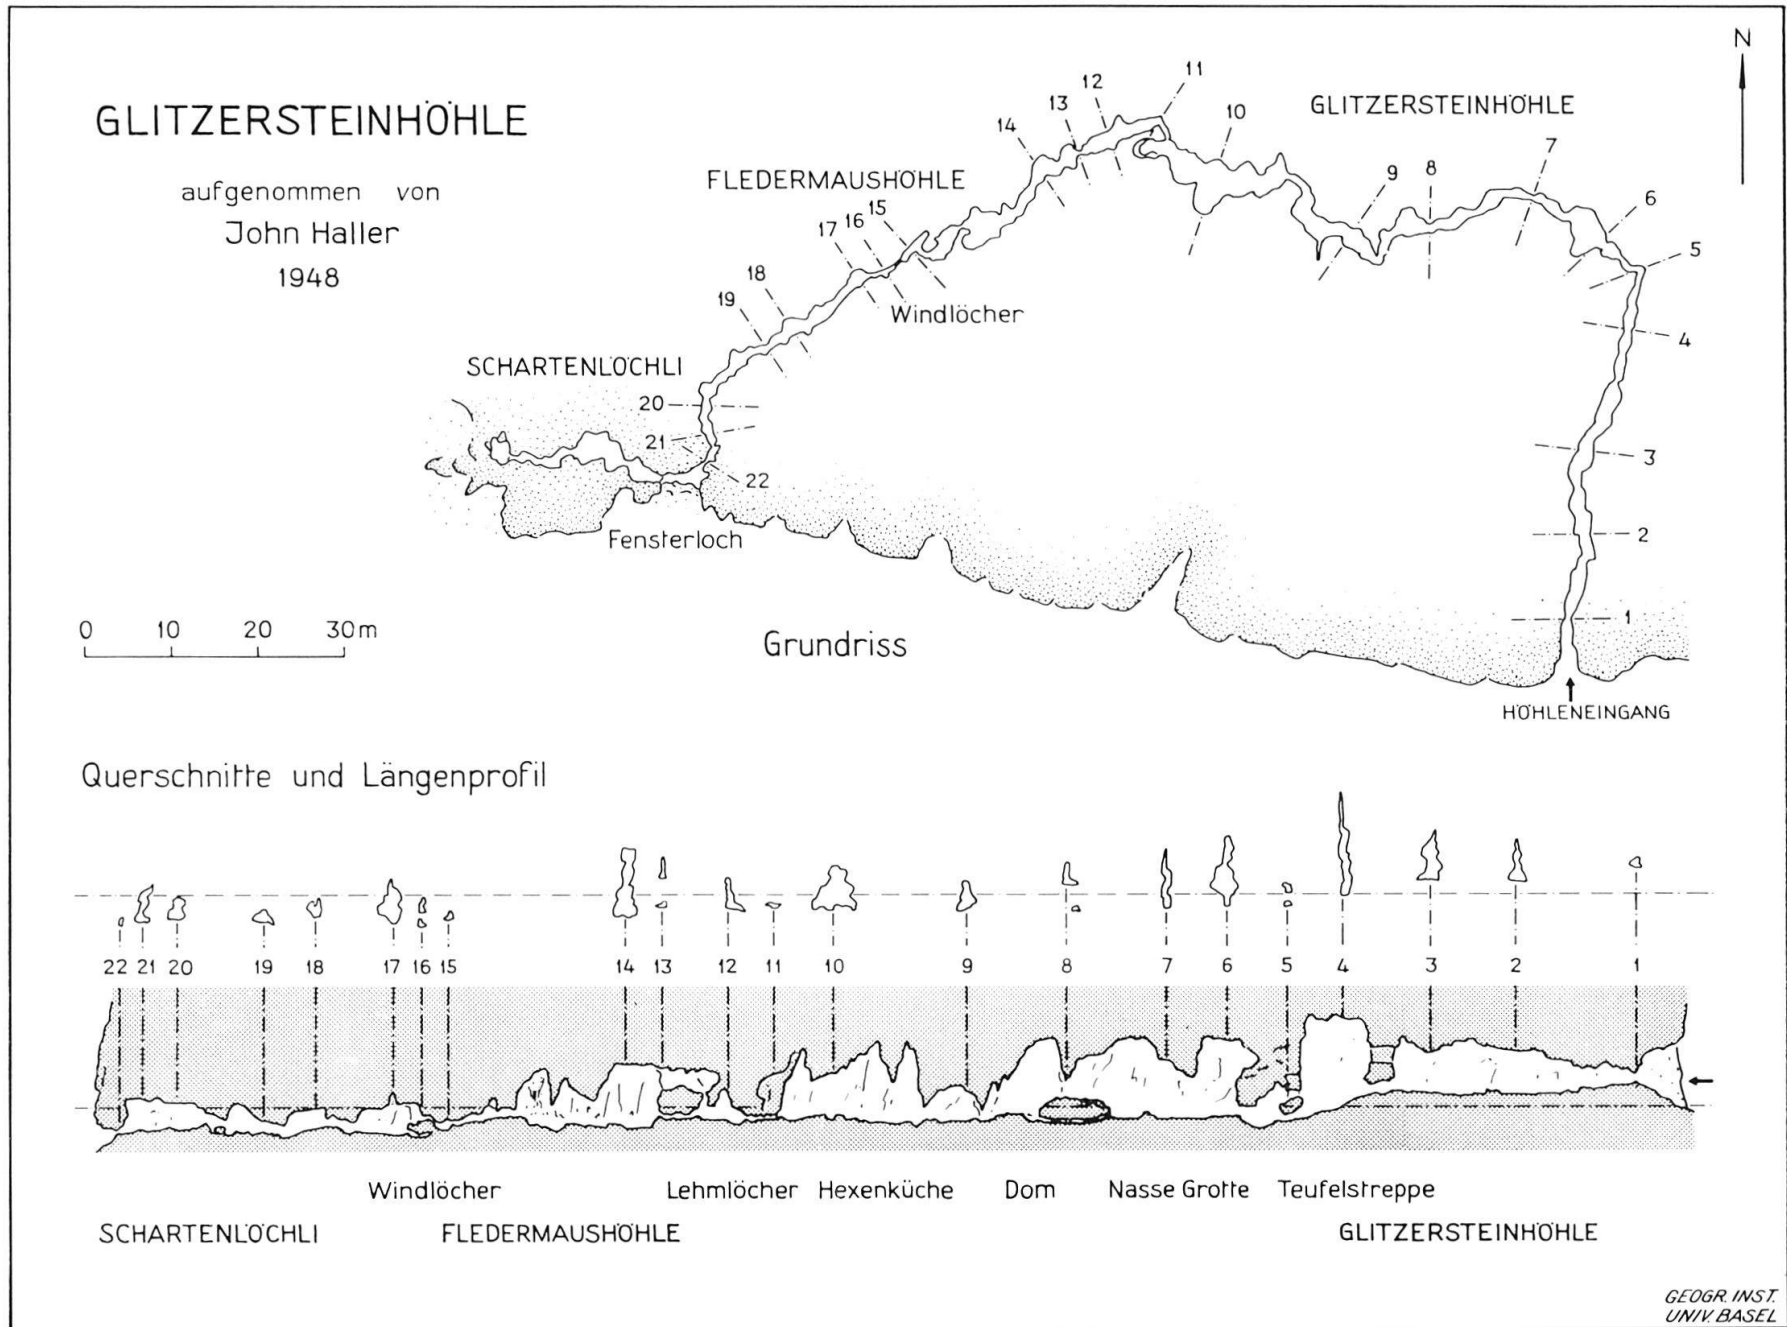 GLITZERSTEINHÖHLE
aufgenommen von
John Haller
1948
N
GLITZERSTEINHÖHLE
FLEDERMAUSHÖHLE
SCHARTENLÖCHLI
Windlöcher
Fensterloch
11
12
13
14
10
15
16
17
18
19
20
21
22
9
8
7
6
5
4
3
2
1
HÖHLENEINGANG
0 10 20 30m
Grundriss
Querschnitte und Längenprofil
22 21 20 19 18 17 16 15 14 13 12 11 10 9 8 7 6 5 4 3 2 1
Windlöcher Lehmlöcher Hexenküche Dom Nasse Grotte Teufelstreppe
SCHARTENLÖCHLI FLEDERMAUSHÖHLE GLITZERSTEINHÖHLE
GEOGR. INST.
UNIV. BASEL